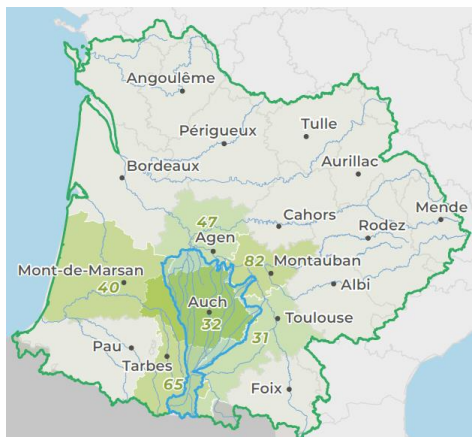 Angoulême
Périgueux
Tulle
Aurillac
Bordeaux
Mende
47
Cahors
Rodez
Agen
82
Montauban
Mont-de-Marsan
40
Albi
Auch
32
Toulouse
31
Pau
Tarbes
65
Foix